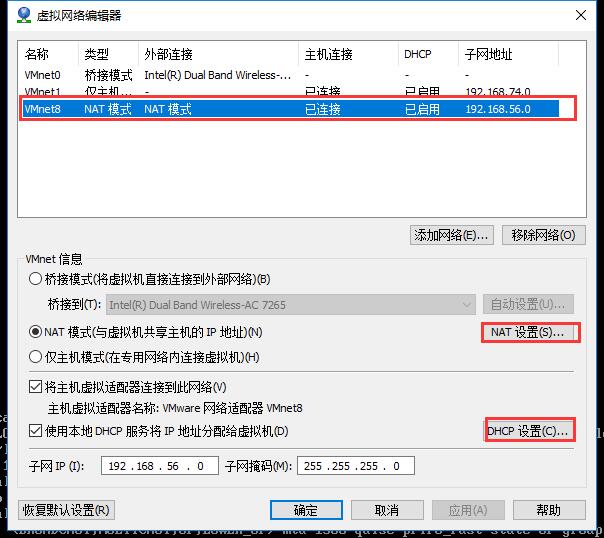 虚拟网络编辑器
名称 类型 外部连接 主机连接 DHCP 子网地址
VMnet0 桥接模式 Intel(R) Dual Band Wireless-... - - -
VMnet1 仅主机... - 已连接 已启用 192.168.74.0
VMnet8 NAT 模式 NAT 模式 已连接 已启用 192.168.56.0
添加网络(E)... 移除网络(O)
VMnet 信息
桥接模式(将虚拟机直接连接到外部网络)(B)
桥接到(T): Intel(R) Dual Band Wireless-AC 7265 自动设置(U)...
NAT 模式(与虚拟机共享主机的 IP 地址)(N) NAT 设置(S)...
仅主机模式(在专用网络内连接虚拟机)(H)
将主机虚拟适配器连接到此网络(V)
主机虚拟适配器名称: VMware 网络适配器 VMnet8
使用本地 DHCP 服务将 IP 地址分配给虚拟机(D) DHCP 设置(C)...
子网 IP (I): 192 .168 . 56 . 0 子网掩码(M): 255 .255 .255 . 0
恢复默认设置(R) 确定 取消 应用(A) 帮助